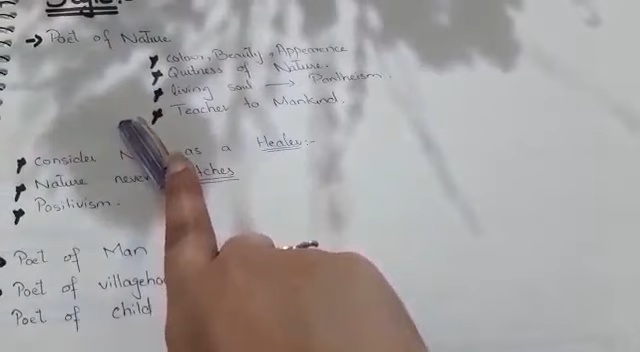 Style:
→ Poet of Nature
Colour, Beauty, Appearence
Quitness of Nature.
living soul → Pantheism.
Teacher to Mankind.
Consider as a Healer:-
Nature never
Positivism.
Poet of Man
Poet of
Poet of child